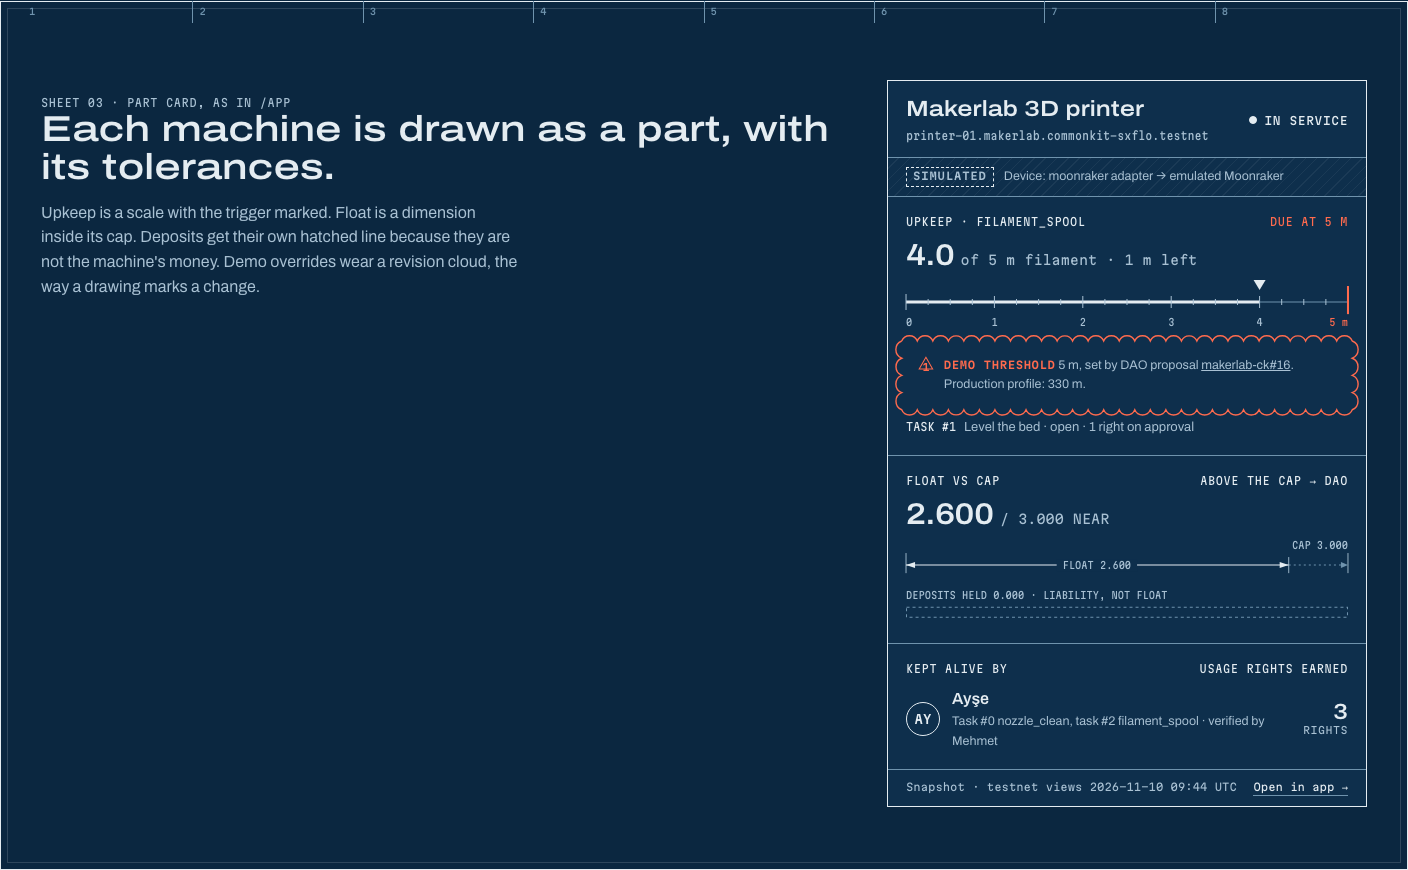 1 2 3 4 5 6 7 8
SHEET 03 · PART CARD, AS IN /APP
Each machine is drawn as a part, with
its tolerances.
Upkeep is a scale with the trigger marked. Float is a dimension
inside its cap. Deposits get their own hatched line because they are
not the machine's money. Demo overrides wear a revision cloud, the
way a drawing marks a change.
Makerlab 3D printer
IN SERVICE
printer-01.makerlab.commonkit-sxflo.testnet
SIMULATED Device: moonraker adapter → emulated Moonraker
UPKEEP · FILAMENT_SPOOL DUE AT 5 M
4.0 of 5 m filament · 1 m left
0 1 2 3 4 5 m
1 DEMO THRESHOLD 5 m, set by DAO proposal makerlab-ck#16.
Production profile: 330 m.
TASK #1 Level the bed · open · 1 right on approval
FLOAT VS CAP ABOVE THE CAP → DAO
2.600 / 3.000 NEAR
CAP 3.000
FLOAT 2.600
DEPOSITS HELD 0.000 · LIABILITY, NOT FLOAT
KEPT ALIVE BY USAGE RIGHTS EARNED
AY
Ayşe
Task #0 nozzle_clean, task #2 filament_spool · verified by
Mehmet
3
RIGHTS
Snapshot · testnet views 2026-11-10 09:44 UTC Open in app →